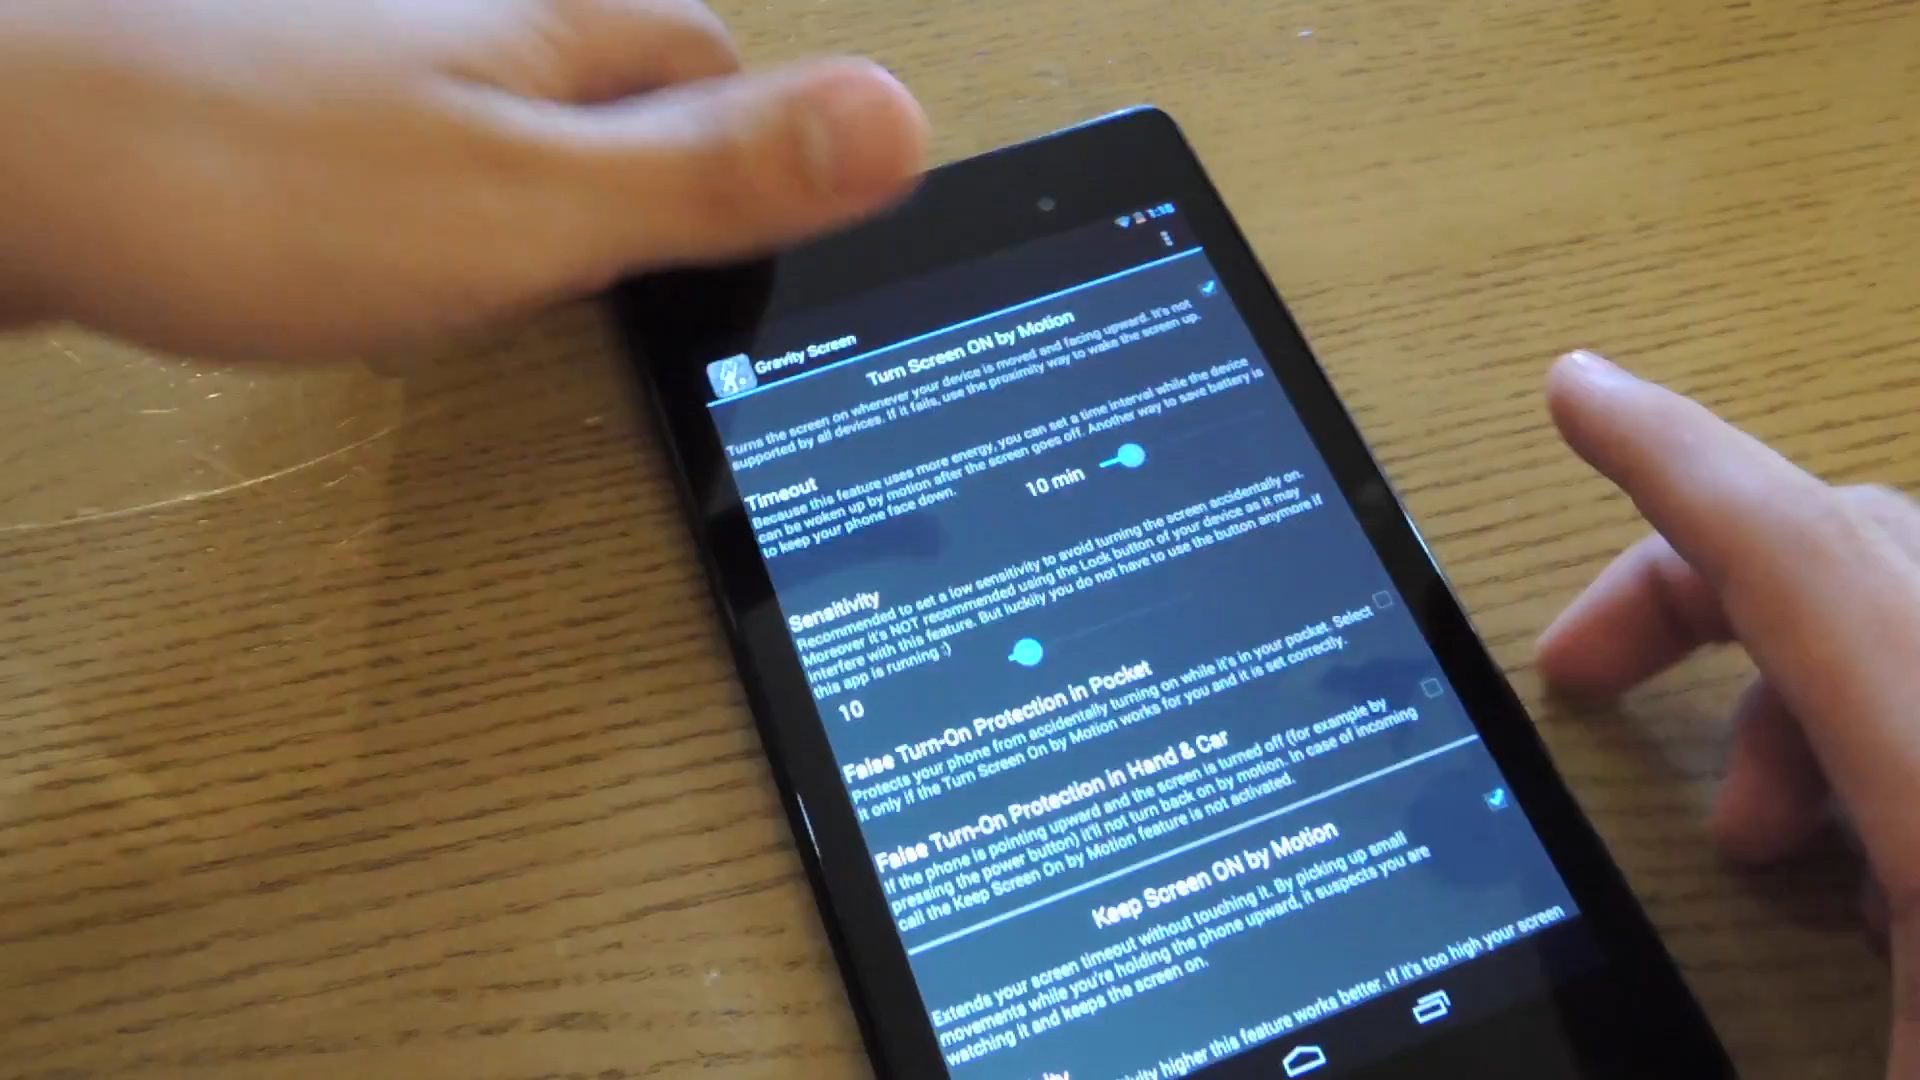 1:18
Gravity Screen
Turn Screen ON by Motion
Turns the screen on whenever your device is moved and facing upward. It's not
supported by all devices. If it fails, use the proximity way to wake the screen up.
Timeout
Because this feature uses more energy, you can set a time interval while the device
can be woken up by motion after the screen goes off. Another way to save battery is
to keep your phone face down.
10 min
Sensitivity
Recommended to set a low sensitivity to avoid turning the screen accidentally on.
Moreover it's NOT recommended using the Lock button of your device as it may
interfere with this feature. But luckily you do not have to use the button anymore if
this app is running :)
10
False Turn-On Protection in Pocket
Protects your phone from accidentally turning on while it's in your pocket. Select
it only if the Turn Screen On by Motion works for you and it is set correctly.
False Turn-On Protection in Hand & Car
If the phone is pointing upward and the screen is turned off (for example by
pressing the power button) it'll not turn back on by motion. In case of incoming
call the Keep Screen On by Motion feature is not activated.
Keep Screen ON by Motion
Extends your screen timeout without touching it. By picking up small
movements while you're holding the phone upward, it suspects you are
watching it and keeps the screen on.
higher this feature works better. If it's too high your screen